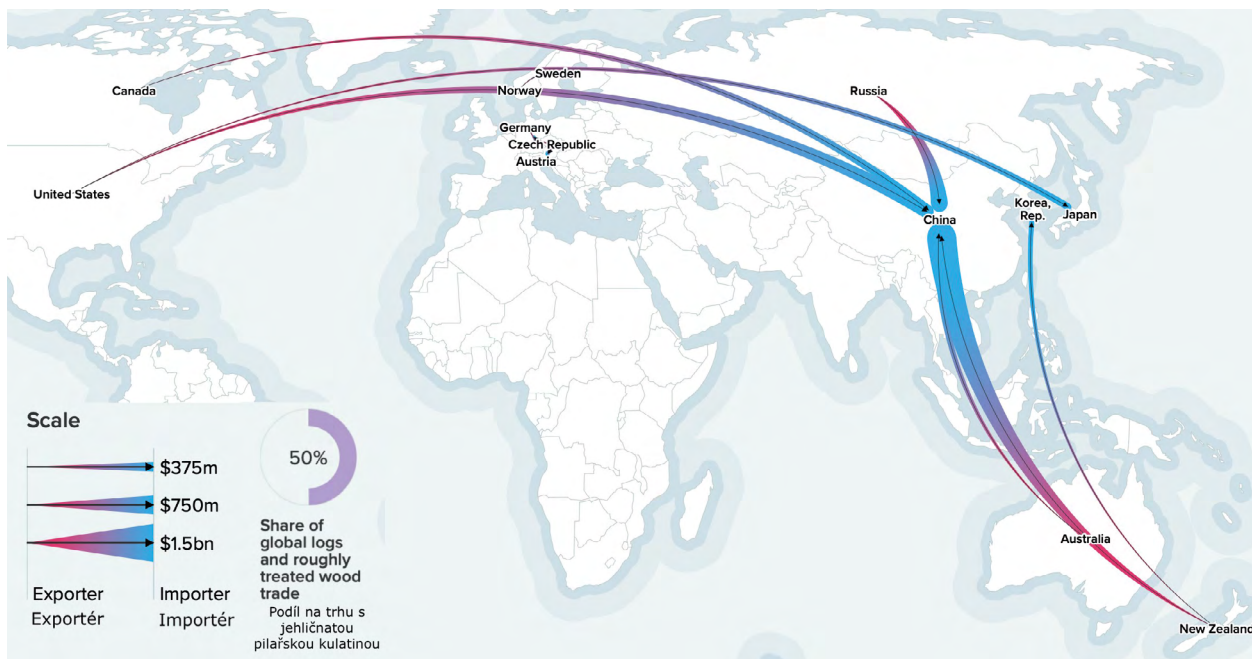 Canada
Sweden
Norway
Russia
Germany
Czech Republic
Austria
United States
Korea,
Rep.
Japan
China
Australia
New Zealand
Scale
$375m
$750m
$1.5bn
Exporter
Importer
Exportér
Importér
50%
Share of
global logs
and roughly
treated wood
trade
Podíl na trhu s
jehličnatou
pilařskou kulatinou